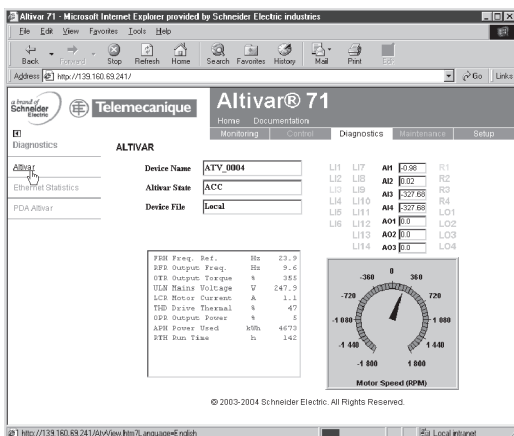 Altivar 71 - Microsoft Internet Explorer provided by Schneider Electric industries
File Edit View Favorites Tools Help
Back Forward Stop Refresh Home Search Favorites History Mail Print Edit
Address http://139.160.69.241/ Go Links
a brand of
Schneider
Electric
Telemecanique
Altivar® 71
Home Documentation
Monitoring Control Diagnostics Maintenance Setup
Diagnostics
Altivar
Ethernet Statistics
PDA Altivar
ALTIVAR
Device Name ATV_0004
Altivar State ACC
Device File Local
LI1 LI7 AI1 -0.98 R1
LI2 LI8 AI2 0.02 R2
LI3 LI9 AI3 -327.68 R3
LI4 LI10 AI4 -327.68 R4
LI5 LI11 AO1 0.0 LO1
LI6 LI12 AO1 0.0 LO2
LI13 AO2 0.0 LO3
LI14 AO3 0.0 LO4
FRH Freq. Ref. Hz 23.9
RFR Output Freq. Hz 9.6
OTR Output Torque % 355
ULN Mains Voltage V 247.9
LCR Motor Current A 1.1
THD Drive Thermal % 47
OPR Output Power % 5
APH Power Used kWh 4673
RTH Run Time h 142
-360 0 360
-720 720
-1 080 1 080
-1 440 1 440
-1 800 1 800
Motor Speed (RPM)
© 2003-2004 Schneider Electric. All Rights Reserved.
http://139.160.69.241/AtvView.htm?Language=English Local intranet